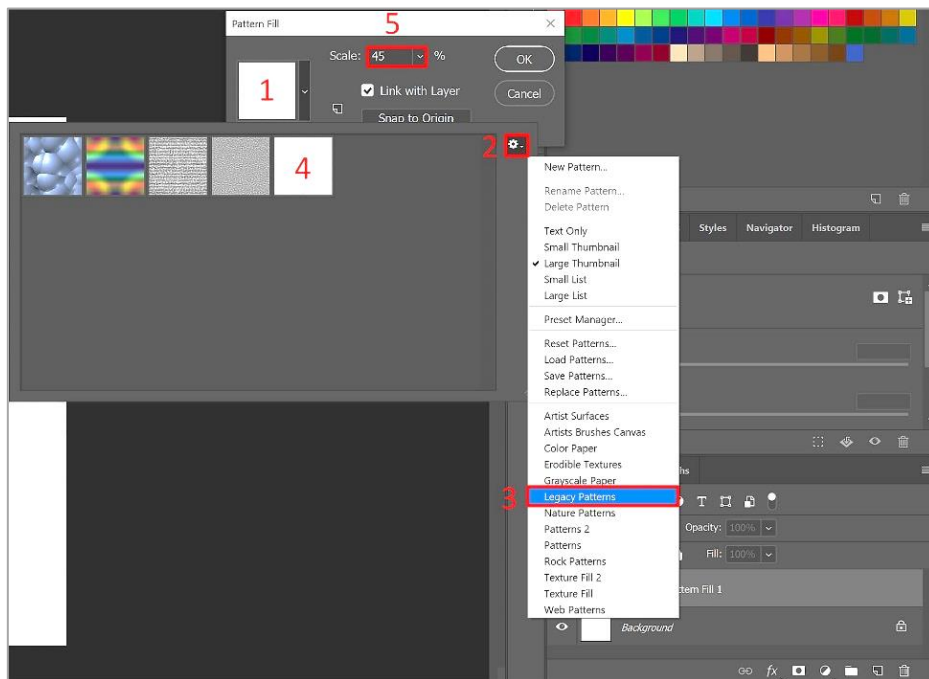 Pattern Fill
5
Scale: 45 %
OK
1
Link with Layer
Cancel
Snap to Origin
2
4
New Pattern...
Rename Pattern...
Delete Pattern
Text Only
Small Thumbnail
Large Thumbnail
Small List
Large List
Preset Manager...
Reset Patterns...
Load Patterns...
Save Patterns...
Replace Patterns...
Artist Surfaces
Artists Brushes Canvas
Color Paper
Erodible Textures
Grayscale Paper
3
Legacy Patterns
Nature Patterns
Patterns 2
Patterns
Rock Patterns
Texture Fill 2
Texture Fill
Web Patterns
Styles Navigator Histogram
Opacity: 100%
Fill: 100%
Fill 1
Background
fx